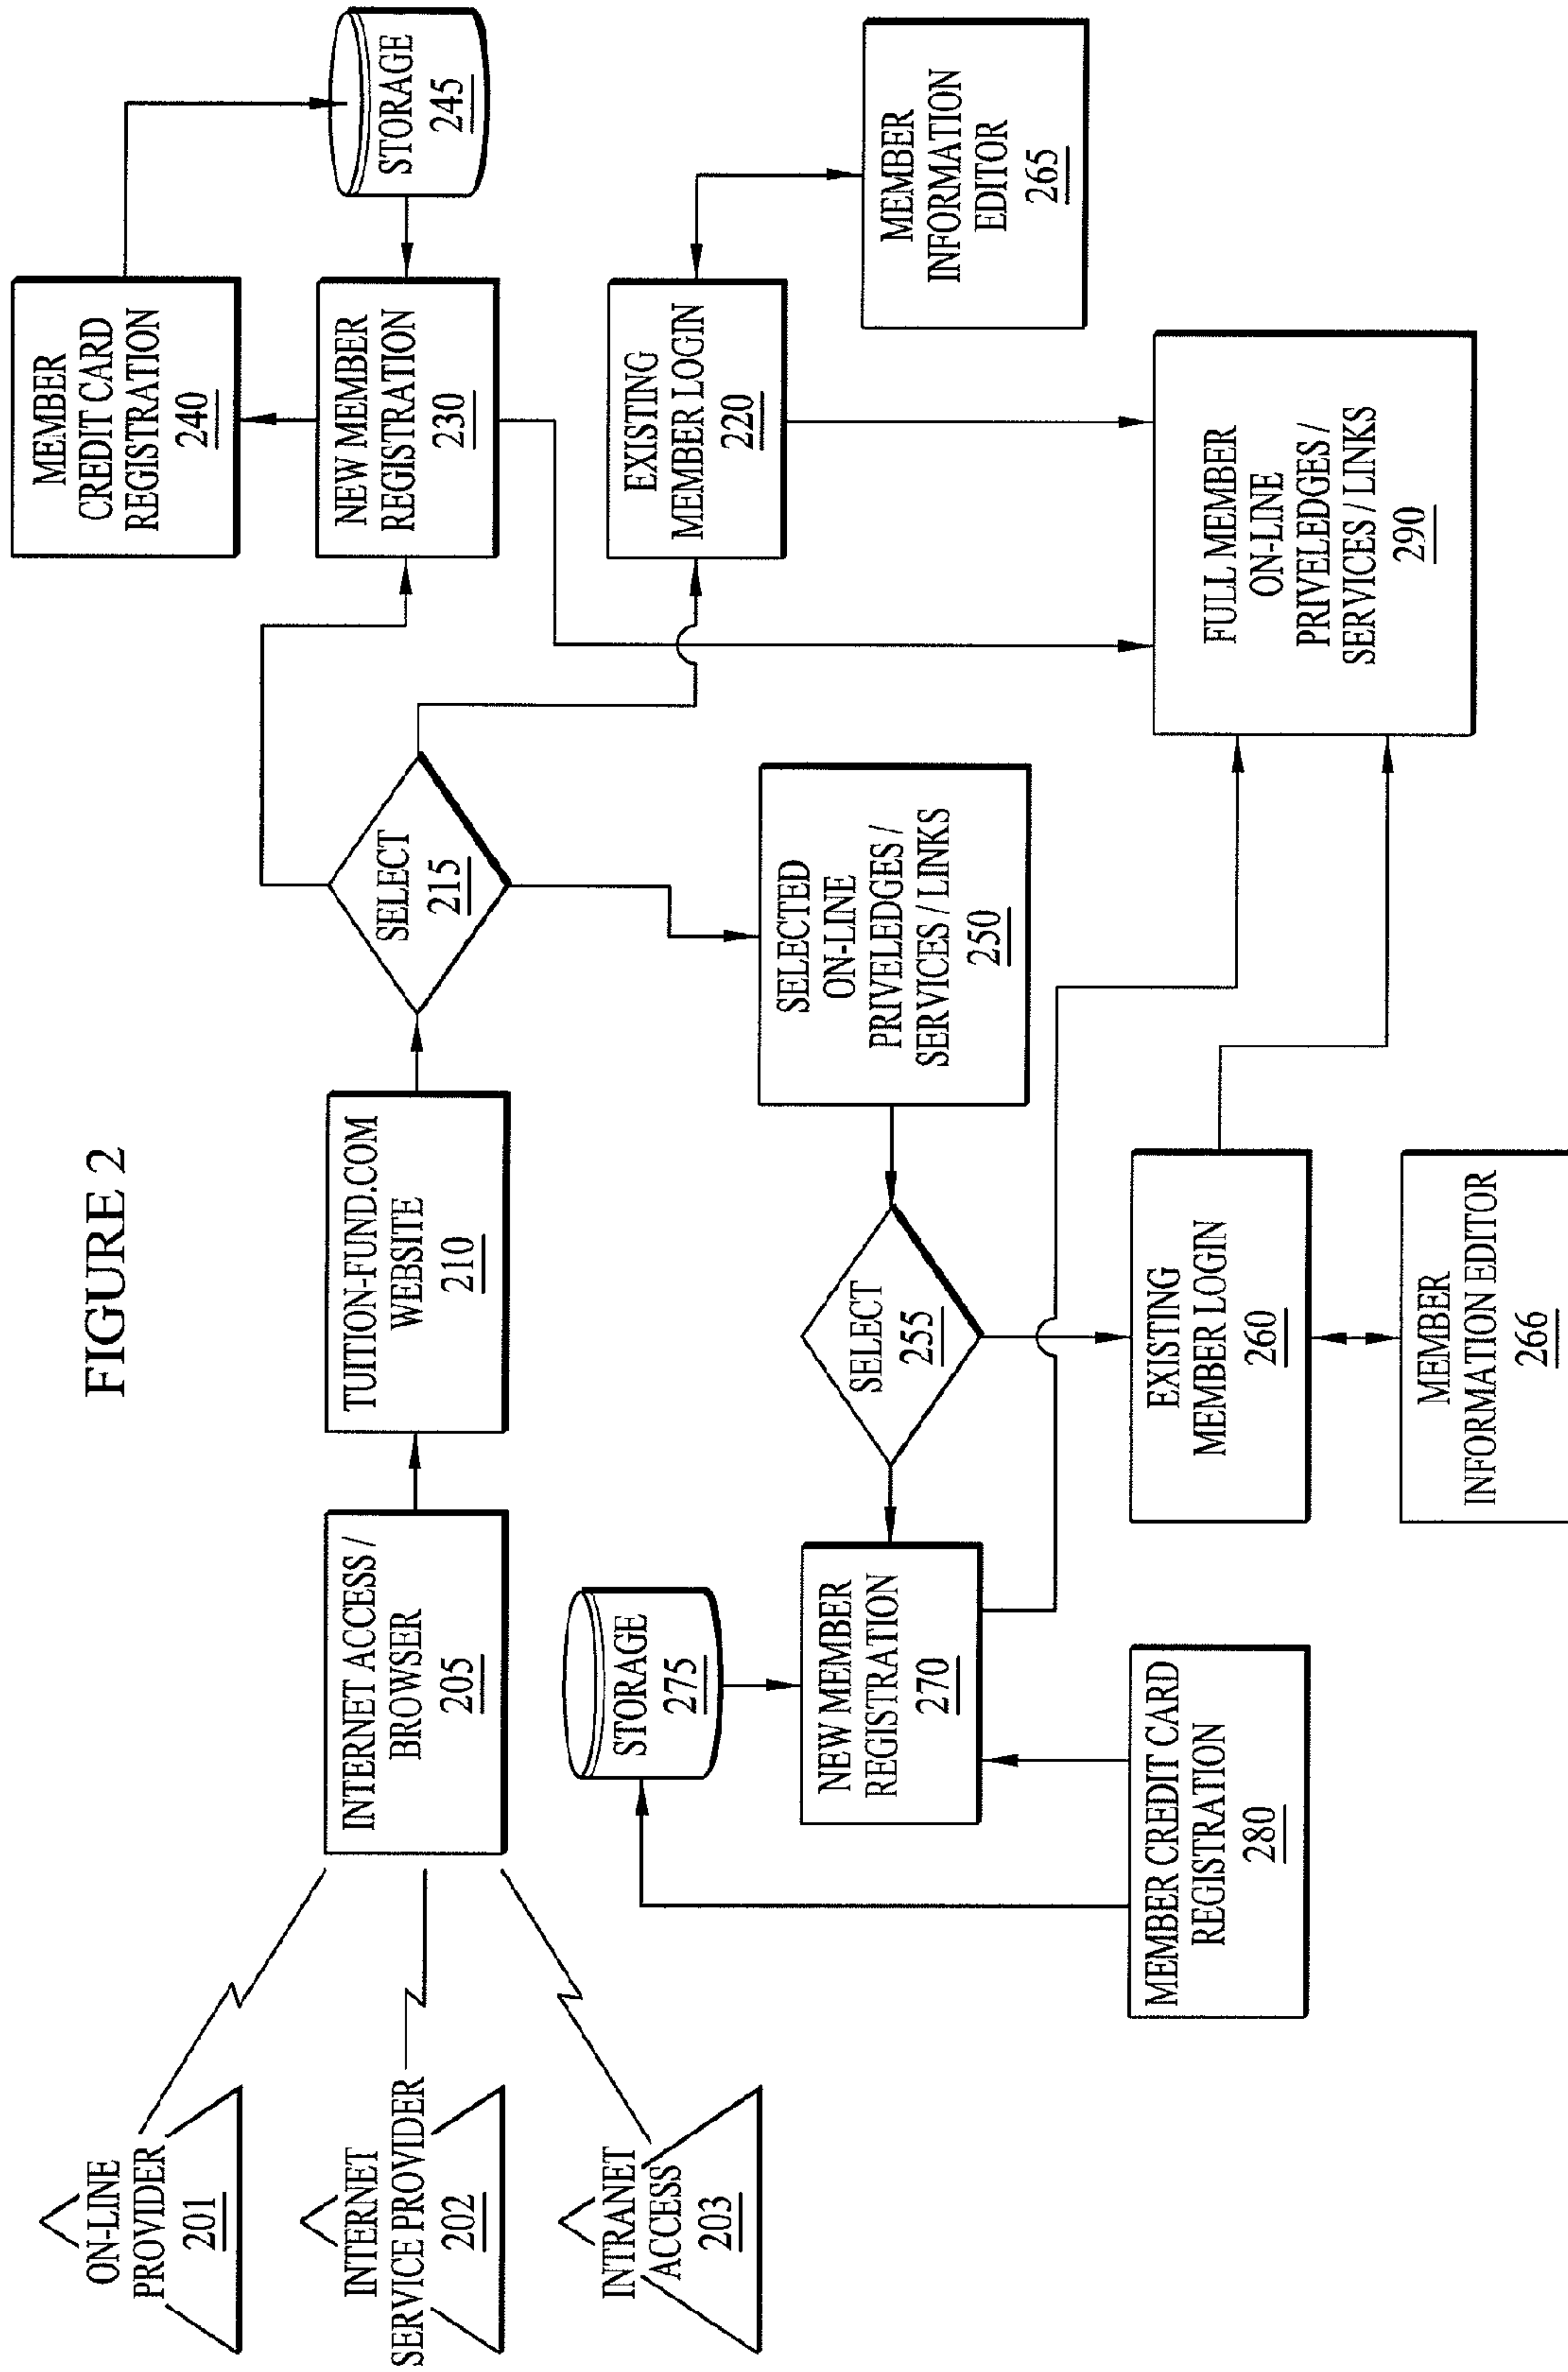 FIGURE 2
ON-LINE
PROVIDER
201
INTERNET
SERVICE PROVIDER
202
INTRANET
ACCESS
203
INTERNET ACCESS /
BROWSER
205
TUITION-FUND.COM
WEBSITE
210
SELECT
215
MEMBER
CREDIT CARD
REGISTRATION
240
STORAGE
245
NEW MEMBER
REGISTRATION
230
EXISTING
MEMBER LOGIN
220
MEMBER
INFORMATION
EDITOR
265
SELECTED
ON-LINE
PRIVELEDGES /
SERVICES / LINKS
250
SELECT
255
STORAGE
275
NEW MEMBER
REGISTRATION
270
MEMBER CREDIT CARD
REGISTRATION
280
EXISTING
MEMBER LOGIN
260
MEMBER
INFORMATION EDITOR
266
FULL MEMBER
ON-LINE
PRIVELEDGES /
SERVICES / LINKS
290